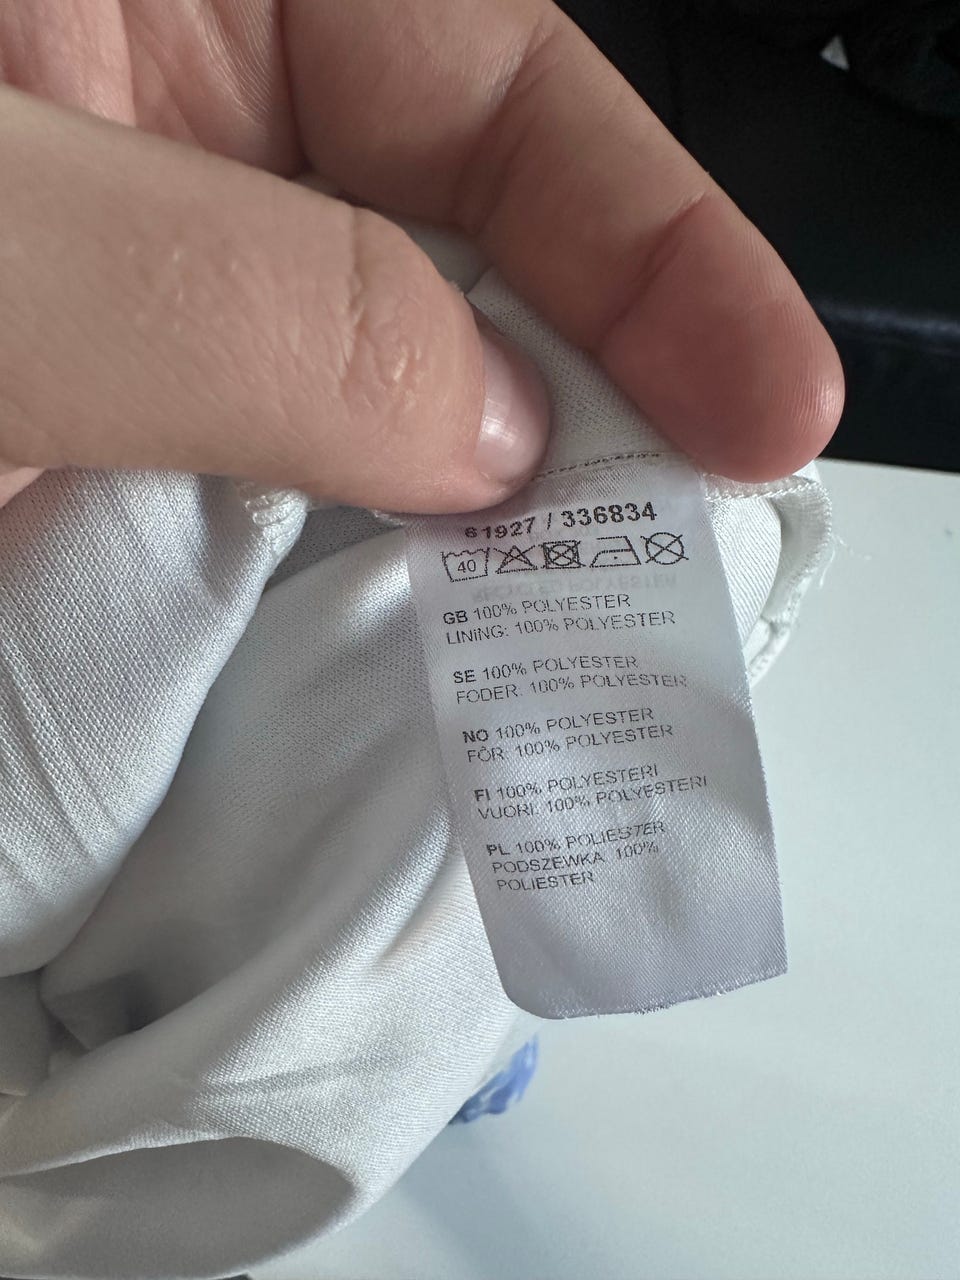 61927 / 336834
40
GB 100% POLYESTER
LINING: 100% POLYESTER
SE 100% POLYESTER
FODER: 100% POLYESTER
NO 100% POLYESTER
FÔR: 100% POLYESTER
FI 100% POLYESTERI
VUORI: 100% POLYESTERI
PL 100% POLIESTER
PODSZEWKA 100%
POLIESTER